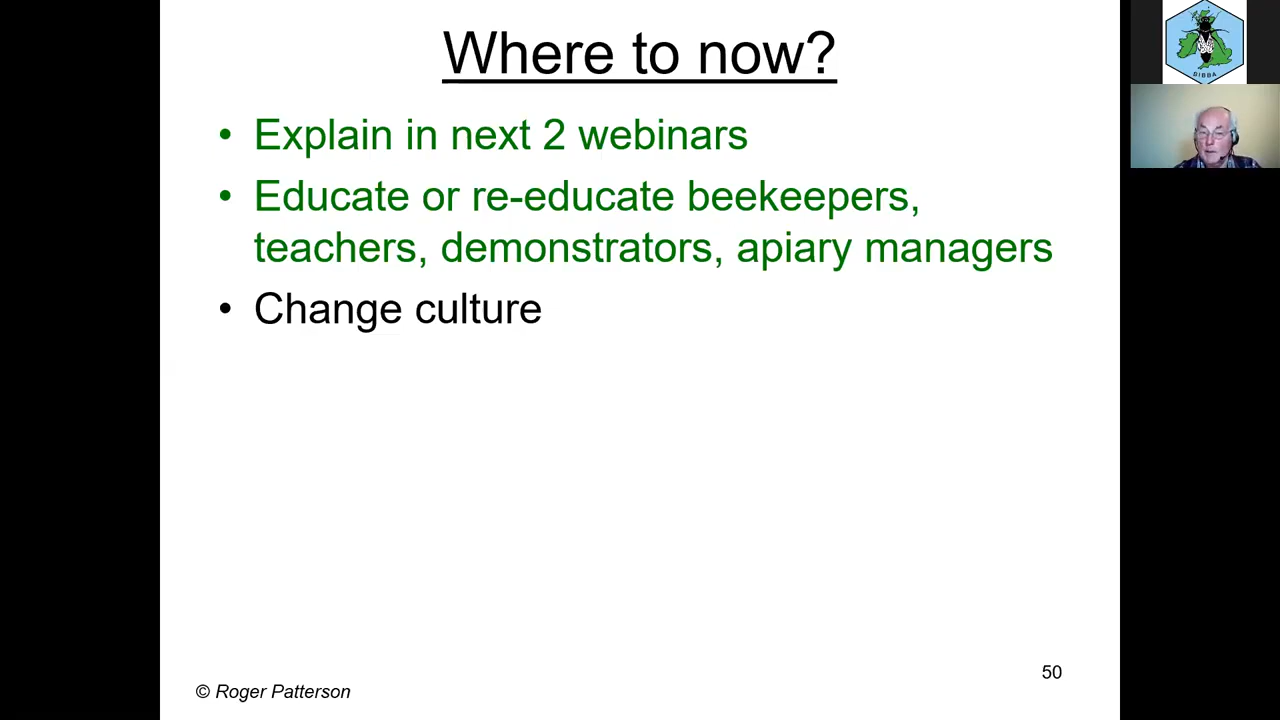 Where to now?
• Explain in next 2 webinars
• Educate or re-educate beekeepers,
teachers, demonstrators, apiary managers
• Change culture
50
© Roger Patterson
BIBBA